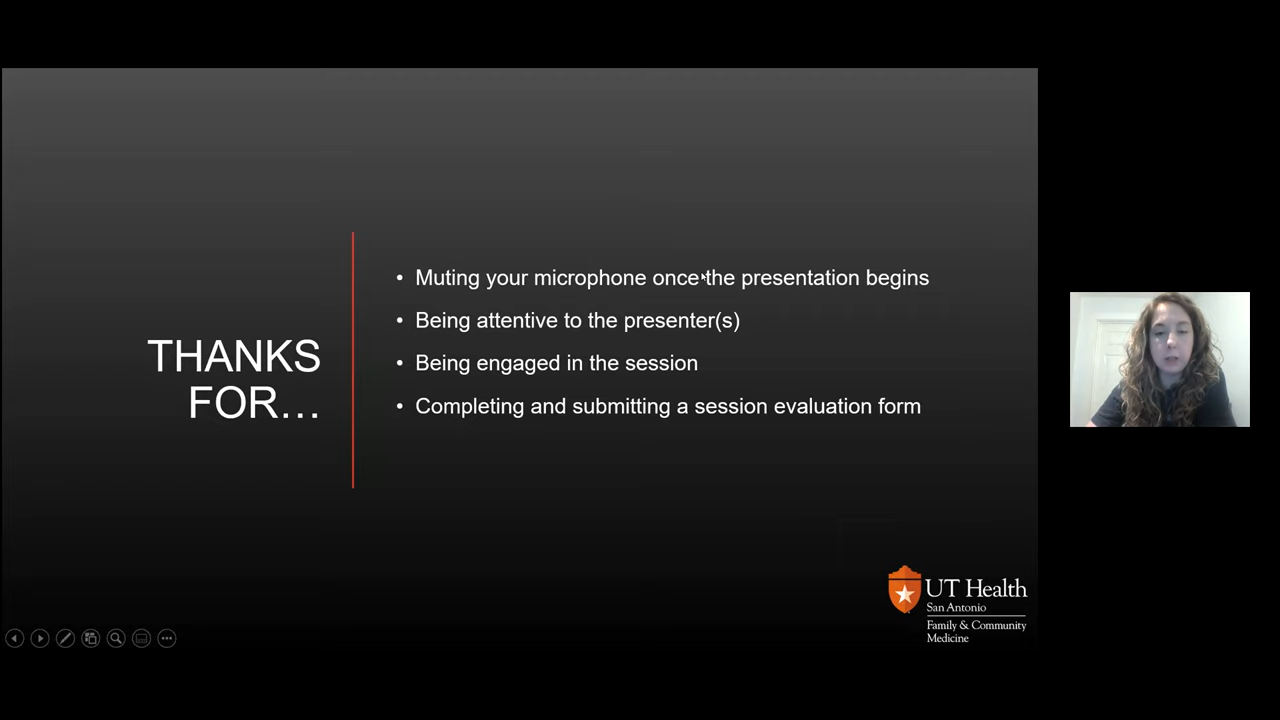 THANKS
FOR…
• Muting your microphone once the presentation begins
• Being attentive to the presenter(s)
• Being engaged in the session
• Completing and submitting a session evaluation form
UT Health
San Antonio
Family & Community
Medicine